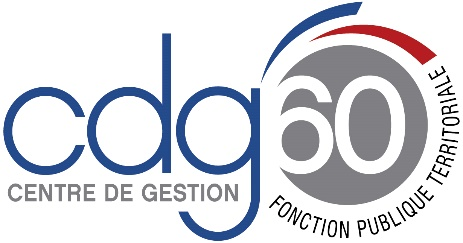 cdg60
CENTRE DE GESTION
FONCTION PUBLIQUE TERRITORIALE